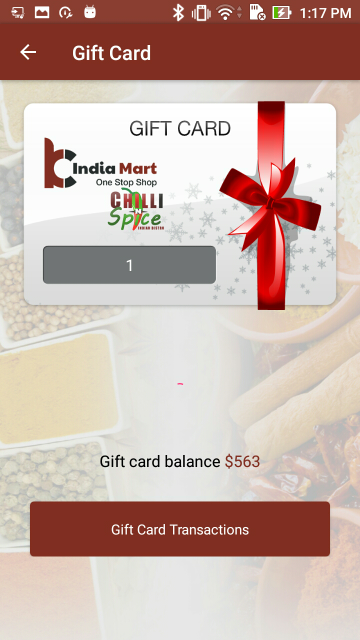 1:17 PM
Gift Card
GIFT CARD
India Mart
One Stop Shop
CHILLI
Spice
INDIAN BISTRO
1
~
Gift card balance $563
Gift Card Transactions